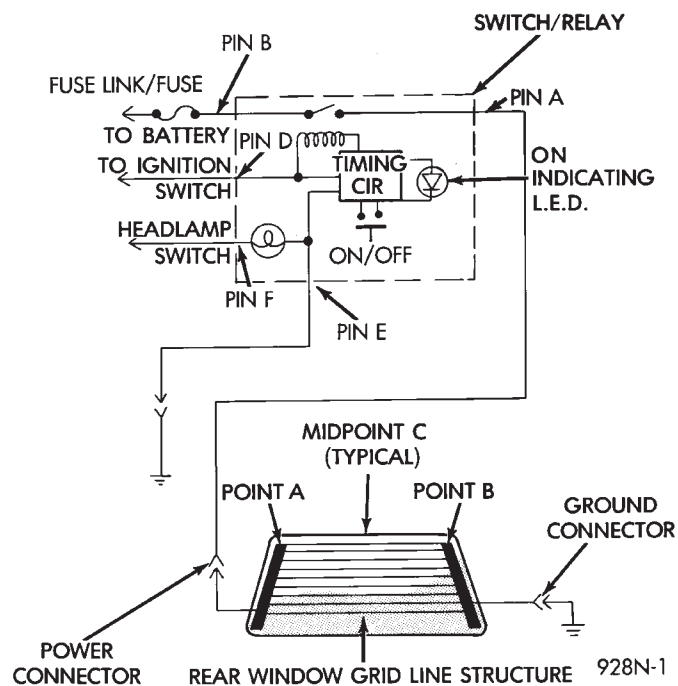 SWITCH/RELAY
PIN B
FUSE LINK/FUSE
PIN A
TO BATTERY
PIN D
TO IGNITION
SWITCH
TIMING
CIR
ON
INDICATING
L.E.D.
HEADLAMP
SWITCH
ON/OFF
PIN F
PIN E
MIDPOINT C
(TYPICAL)
POINT A
POINT B
GROUND
CONNECTOR
POWER
CONNECTOR
REAR WINDOW GRID LINE STRUCTURE
928N-1